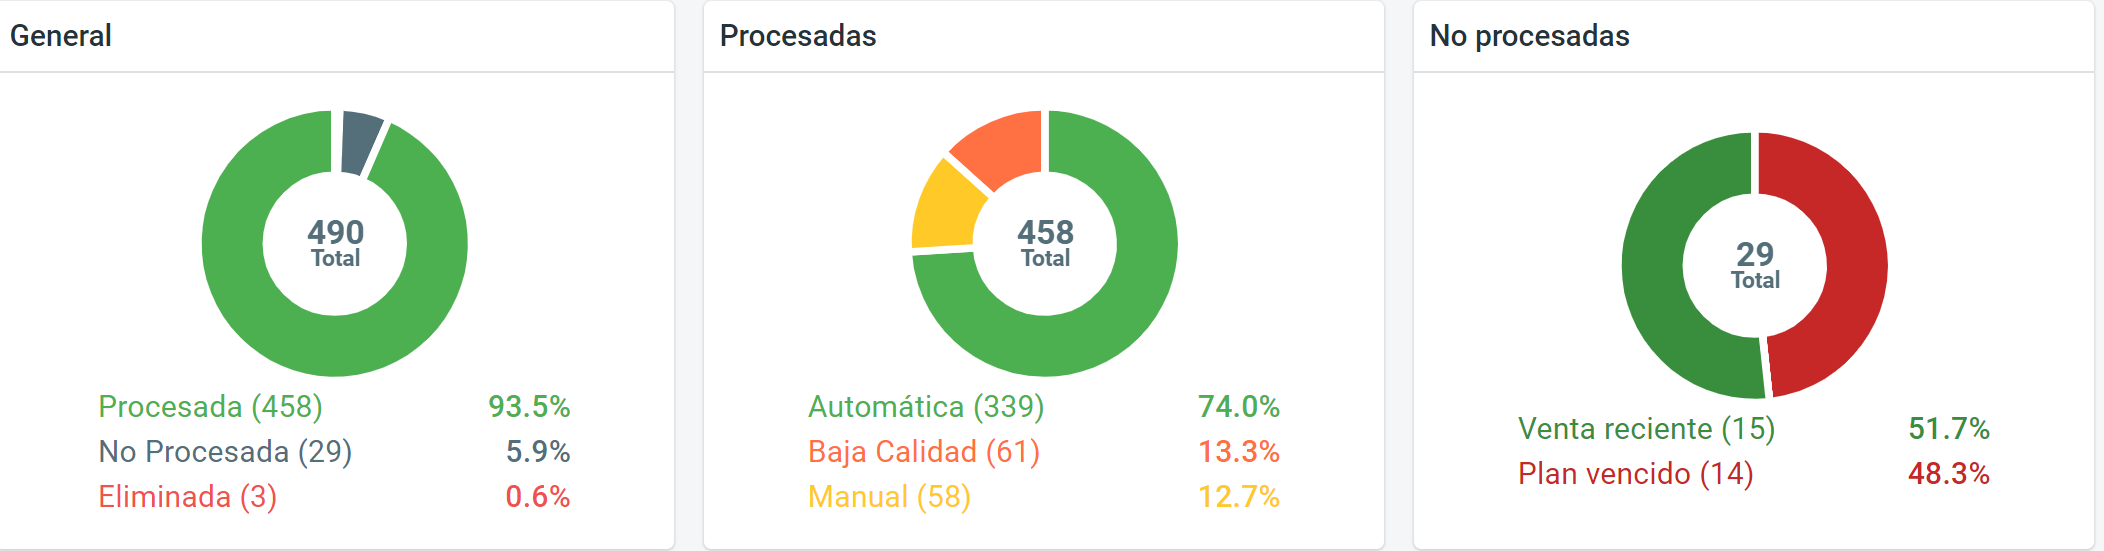 General
490
Total
Procesada (458) 93.5%
No Procesada (29) 5.9%
Eliminada (3) 0.6%
Procesadas
458
Total
Automática (339) 74.0%
Baja Calidad (61) 13.3%
Manual (58) 12.7%
No procesadas
29
Total
Venta reciente (15) 51.7%
Plan vencido (14) 48.3%